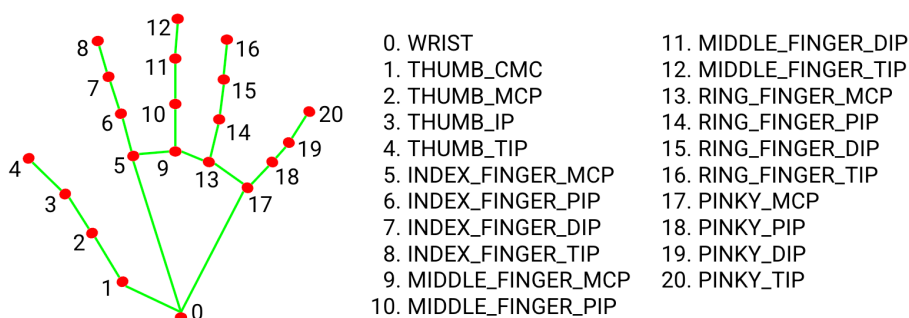 12
8
16
11
7
15
10
20
6
14
19
4
5
9
13
18
3
17
2
1
0
0. WRIST
1. THUMB_CMC
2. THUMB_MCP
3. THUMB_IP
4. THUMB_TIP
5. INDEX_FINGER_MCP
6. INDEX_FINGER_PIP
7. INDEX_FINGER_DIP
8. INDEX_FINGER_TIP
9. MIDDLE_FINGER_MCP
10. MIDDLE_FINGER_PIP
11. MIDDLE_FINGER_DIP
12. MIDDLE_FINGER_TIP
13. RING_FINGER_MCP
14. RING_FINGER_PIP
15. RING_FINGER_DIP
16. RING_FINGER_TIP
17. PINKY_MCP
18. PINKY_PIP
19. PINKY_DIP
20. PINKY_TIP